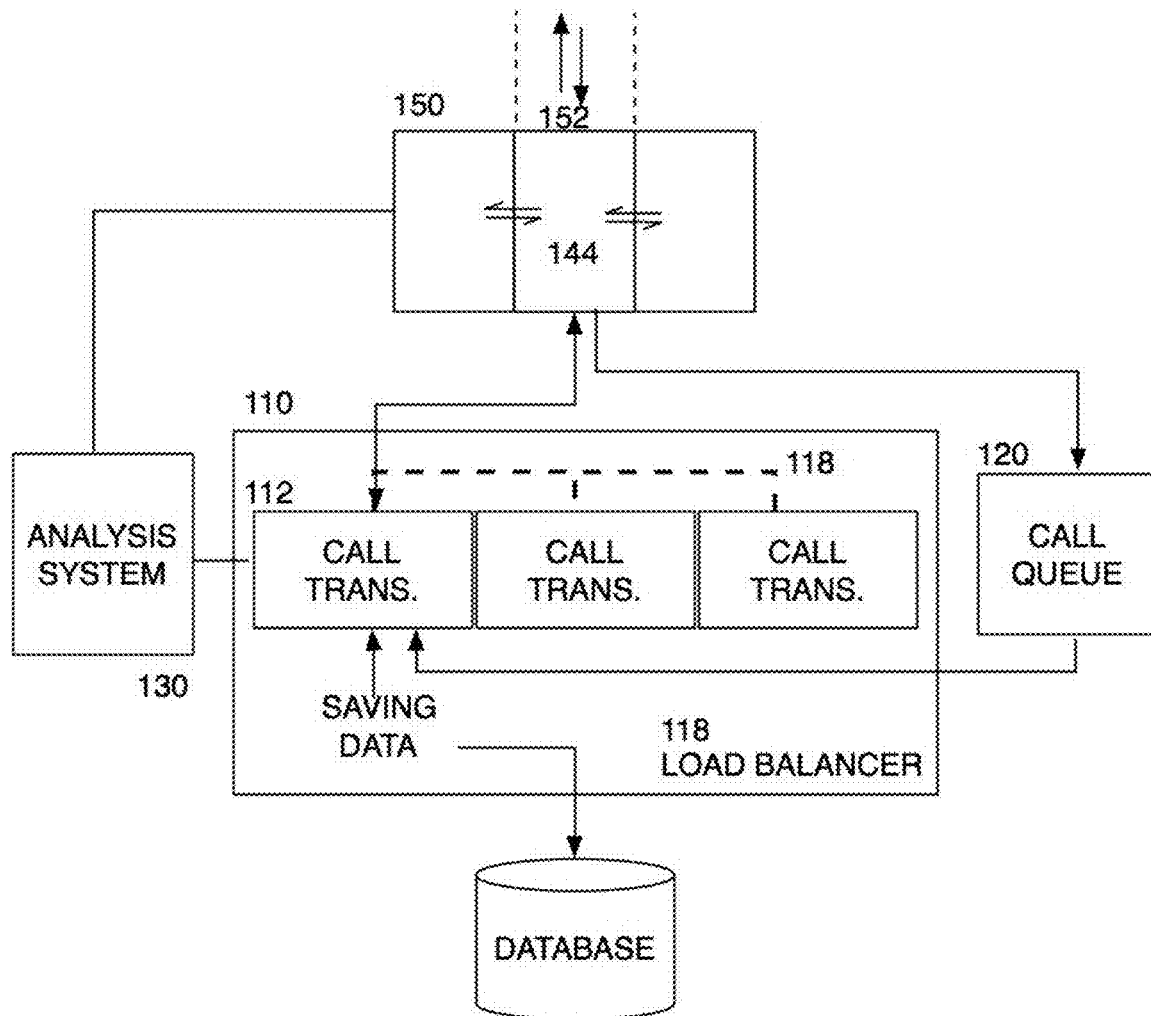 150
152
144
110
118
120
112
ANALYSIS
SYSTEM
CALL
TRANS.
CALL
TRANS.
CALL
TRANS.
CALL
QUEUE
130
SAVING
DATA
118
LOAD BALANCER
DATABASE